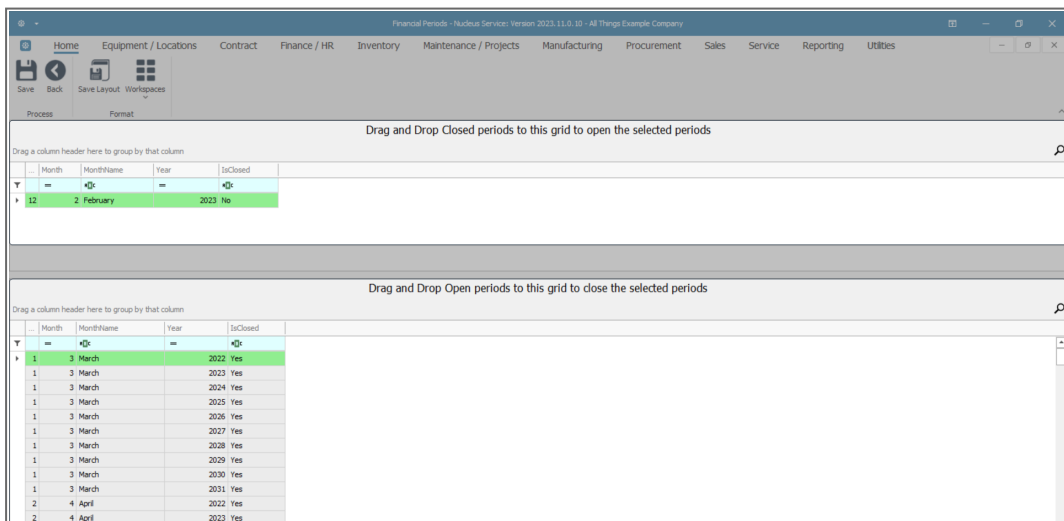 Financial Periods - Nucleus Service: Version 2023.11.0.10 - All Things Example Company
Home Equipment / Locations Contract Finance / HR Inventory Maintenance / Projects Manufacturing Procurement Sales Service Reporting Utilities
Save Back Save Layout Workspaces
Process Format
Drag and Drop Closed periods to this grid to open the selected periods
Drag a column header here to group by that column
... Month MonthName Year IsClosed
= =
12 2 February 2023 No
Drag and Drop Open periods to this grid to close the selected periods
Drag a column header here to group by that column
... Month MonthName Year IsClosed
= =
1 3 March 2022 Yes
1 3 March 2023 Yes
1 3 March 2024 Yes
1 3 March 2025 Yes
1 3 March 2026 Yes
1 3 March 2027 Yes
1 3 March 2028 Yes
1 3 March 2029 Yes
1 3 March 2030 Yes
1 3 March 2031 Yes
2 4 April 2022 Yes
2 4 April 2023 Yes